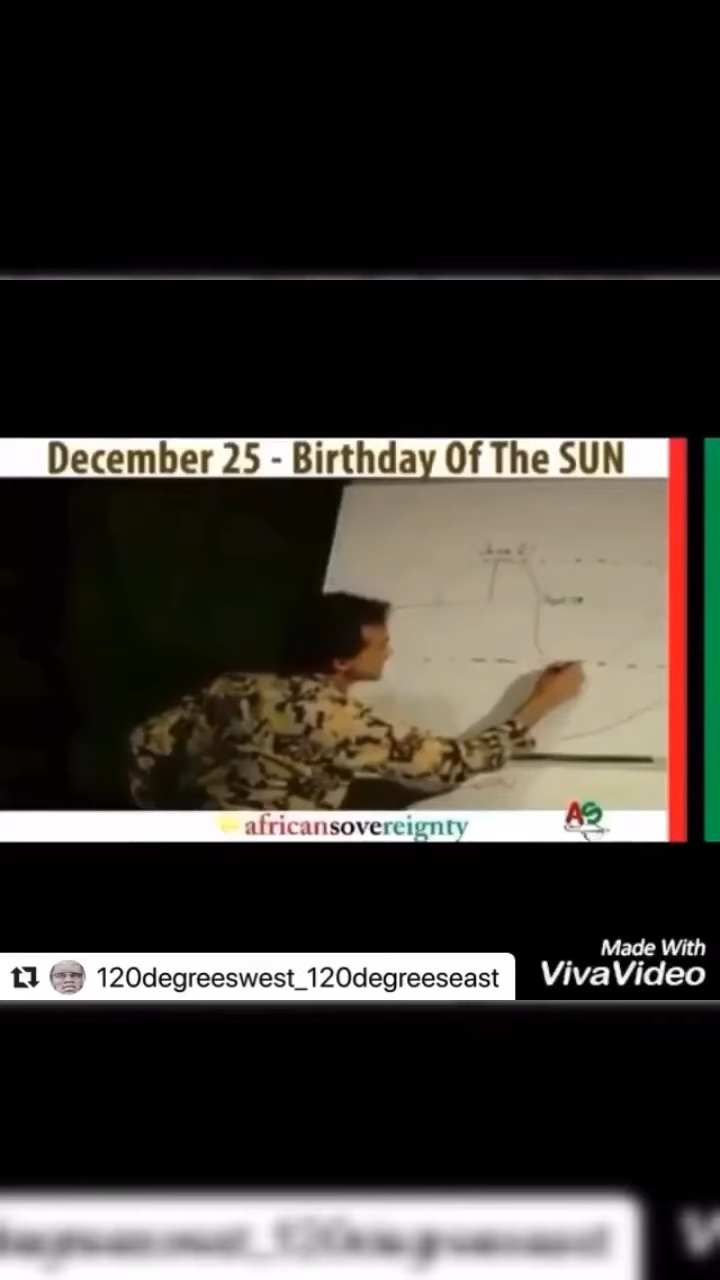 December 25 - Birthday Of The SUN
africansovereignty
AS
120degreeswest_120degreeseast
Made With
VivaVideo